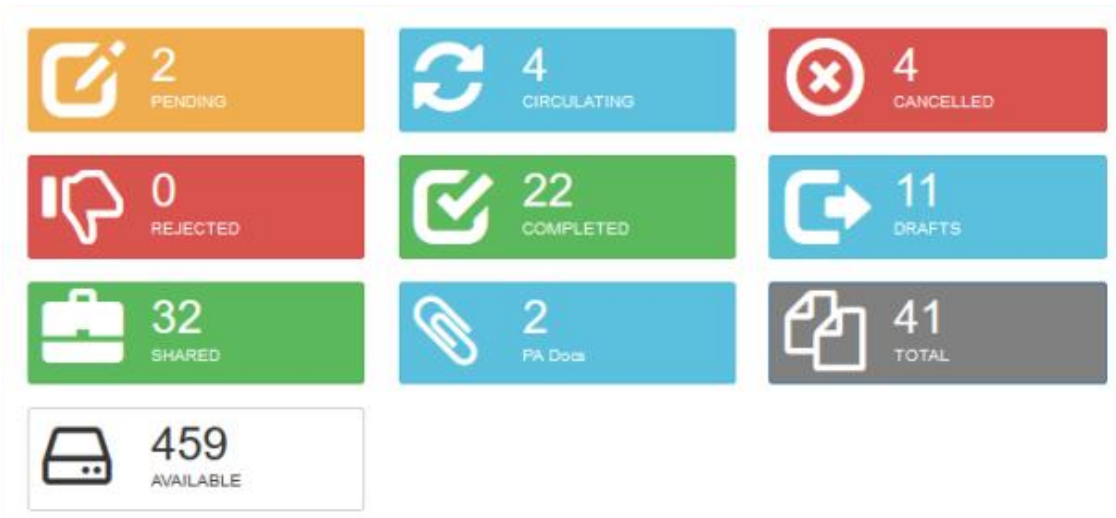 2
PENDING
4
CIRCULATING
4
CANCELLED
0
REJECTED
22
COMPLETED
11
DRAFTS
32
SHARED
2
PA Docs
41
TOTAL
459
AVAILABLE